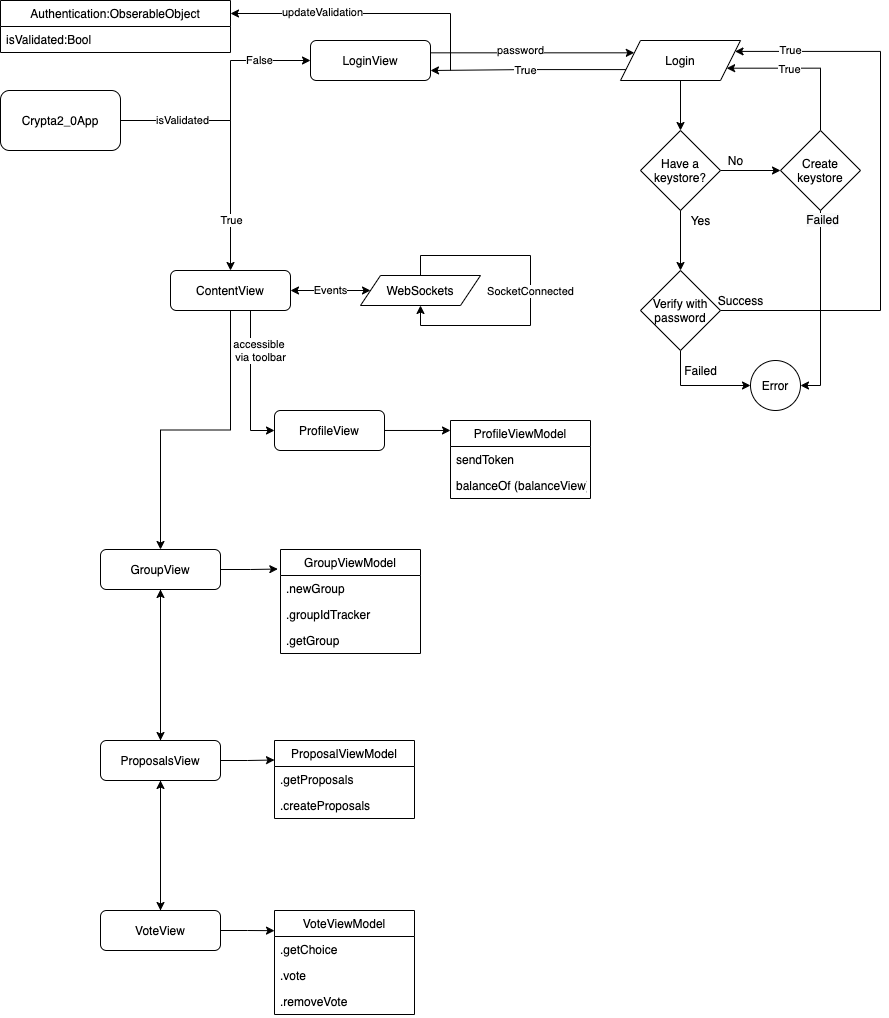 Authentication:ObserableObject
isValidated:Bool
updateValidation
False
LoginView
password
True
Login
True
True
Crypta2_0App
isValidated
Have a
keystore?
No
Create
keystore
Yes
Failed
True
ContentView
Events
WebSockets
SocketConnected
Verify with
password
Success
accessible
via toolbar
Failed
Error
ProfileView
ProfileViewModel
sendToken
balanceOf (balanceView
GroupView
GroupViewModel
.newGroup
.groupIdTracker
.getGroup
ProposalsView
ProposalViewModel
.getProposals
.createProposals
VoteView
VoteViewModel
.getChoice
.vote
.removeVote